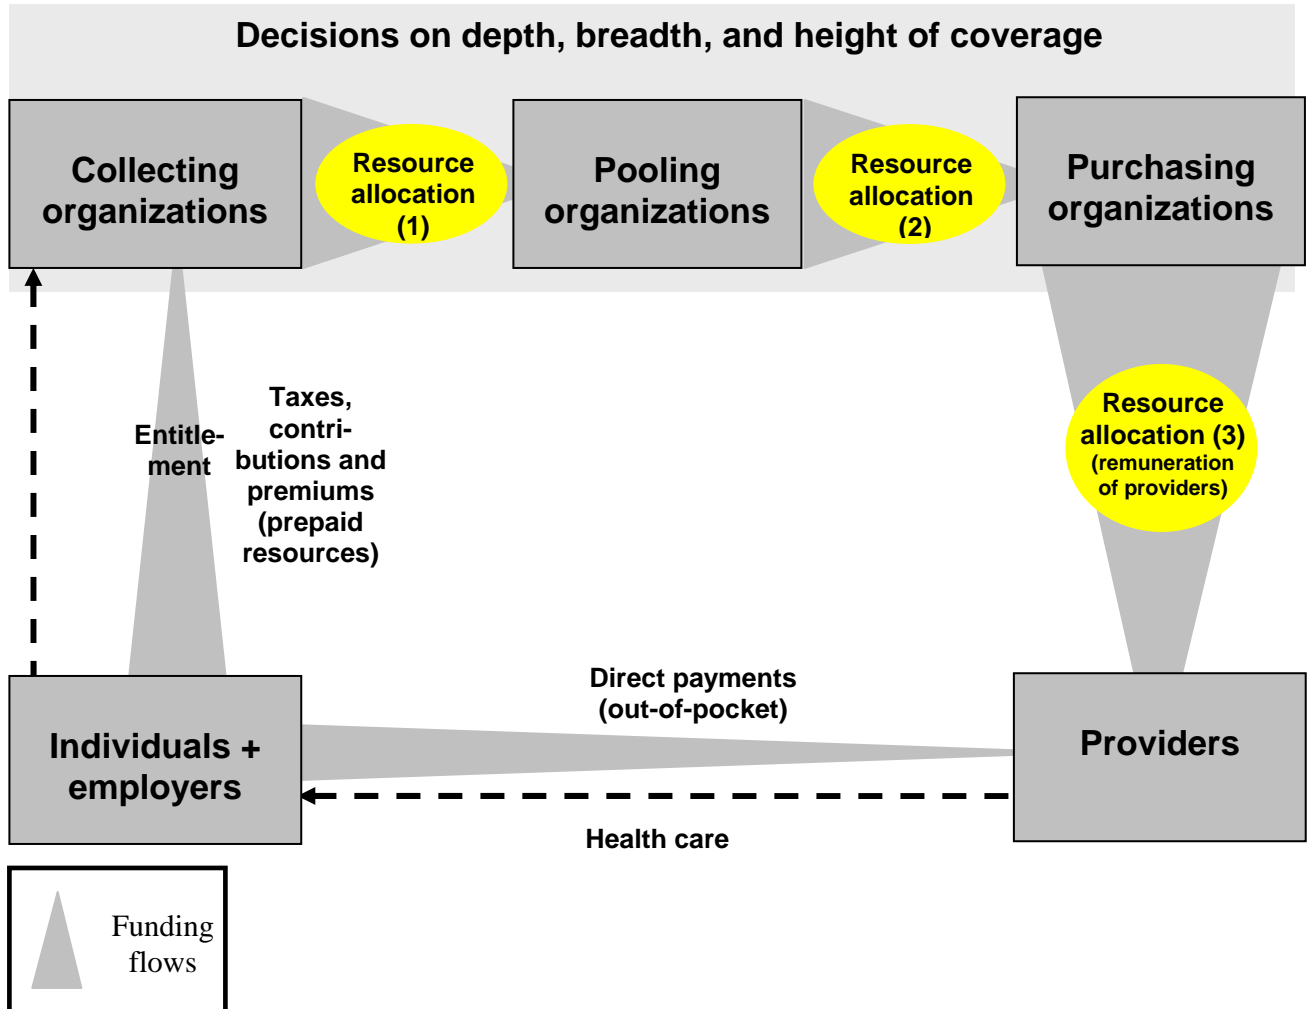 Decisions on depth, breadth, and height of coverage
Collecting
organizations
Resource
allocation
(1)
Pooling
organizations
Resource
allocation
(2)
Purchasing
organizations
Entitle-
ment
Taxes,
contri-
butions and
premiums
(prepaid
resources)
Resource
allocation (3)
(remuneration
of providers)
Direct payments
(out-of-pocket)
Individuals +
employers
Providers
Health care
Funding
flows